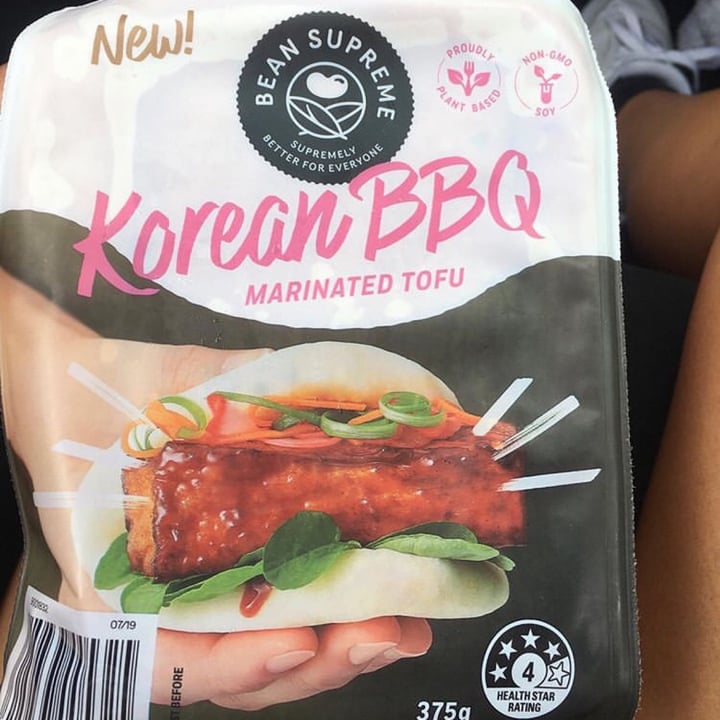 New!
BEAN SUPREME
SUPREMELY
BETTER FOR EVERYONE
PROUDLY
PLANT BASED
NON-GMO
SOY
Korean BBQ
MARINATED TOFU
07/19
BEFORE
375g
4
HEALTH STAR
RATING